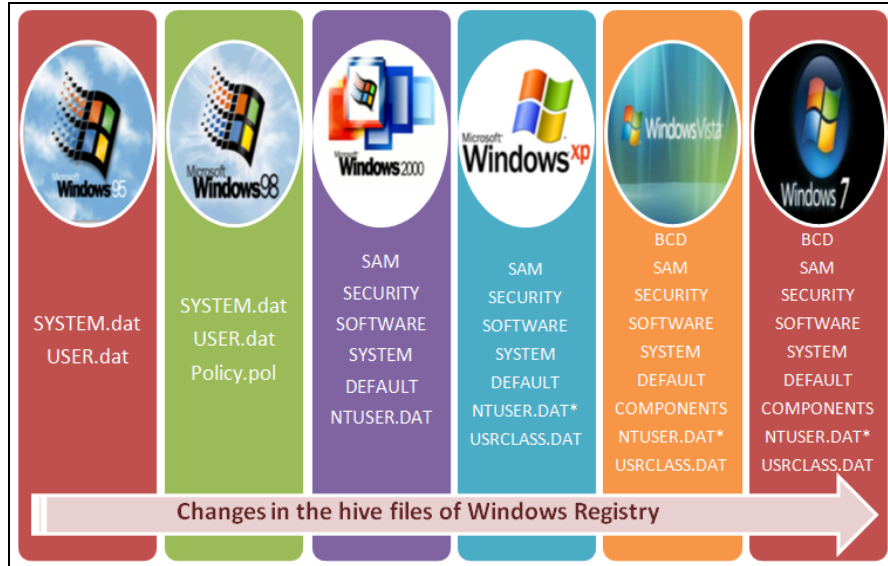 Microsoft
Windows 95
SYSTEM.dat
USER.dat
Microsoft
Windows98
SYSTEM.dat
USER.dat
Policy.pol
Microsoft
Windows 2000
SAM
SECURITY
SOFTWARE
SYSTEM
DEFAULT
NTUSER.DAT
Microsoft
Windows xp
SAM
SECURITY
SOFTWARE
SYSTEM
DEFAULT
NTUSER.DAT*
USRCLASS.DAT
WindowsVista
BCD
SAM
SECURITY
SOFTWARE
SYSTEM
DEFAULT
COMPONENTS
NTUSER.DAT*
USRCLASS.DAT
Windows 7
BCD
SAM
SECURITY
SOFTWARE
SYSTEM
DEFAULT
COMPONENTS
NTUSER.DAT*
USRCLASS.DAT
Changes in the hive files of Windows Registry